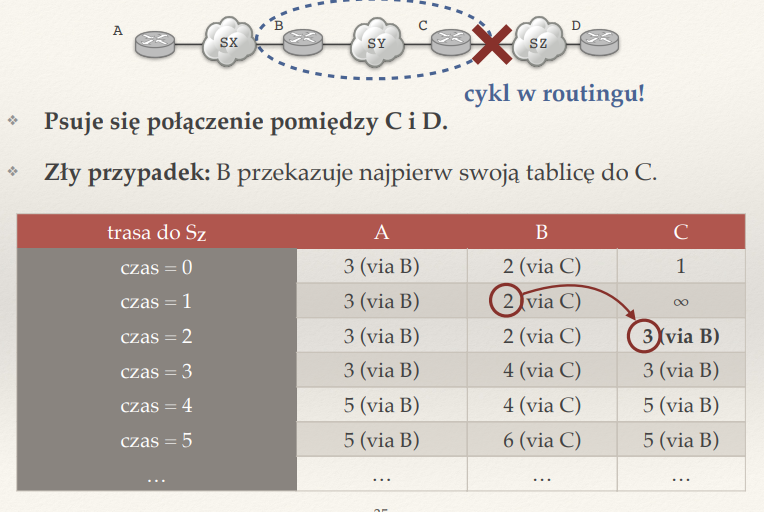 A SX B SY C SZ D
cykl w routingu!
Psuje się połączenie pomiędzy C i D.
Zły przypadek: B przekazuje najpierw swoją tablicę do C.
trasa do Sz A B C
czas = 0 3 (via B) 2 (via C) 1
czas = 1 3 (via B) 2 (via C) ∞
czas = 2 3 (via B) 2 (via C) 3 (via B)
czas = 3 3 (via B) 4 (via C) 3 (via B)
czas = 4 5 (via B) 4 (via C) 5 (via B)
czas = 5 5 (via B) 6 (via C) 5 (via B)
... ... ... ...